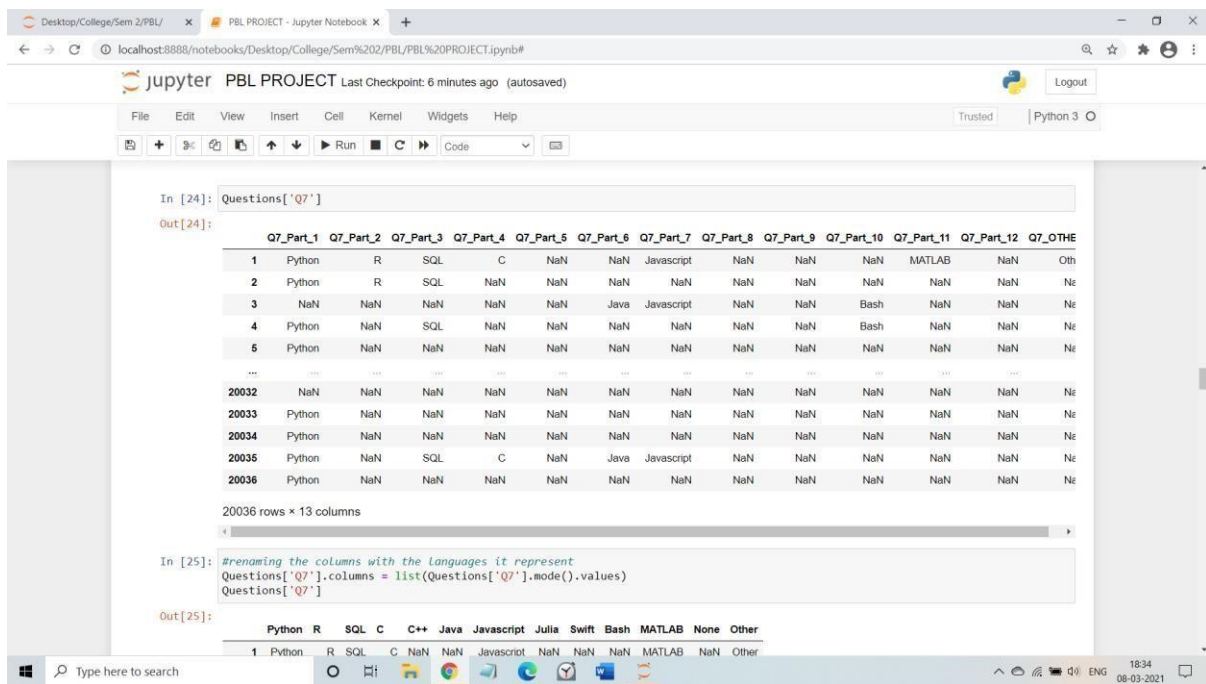 Desktop/College/Sem 2/PBL/ PBL PROJECT - Jupyter Notebook
localhost:8888/notebooks/Desktop/College/Sem%202/PBL/PBL%20PROJECT.ipynb#
jupyter PBL PROJECT Last Checkpoint: 6 minutes ago (autosaved) Logout
File Edit View Insert Cell Kernel Widgets Help Trusted Python 3
Run Code
In [24]: Questions['Q7']
Out[24]:
Q7_Part_1 Q7_Part_2 Q7_Part_3 Q7_Part_4 Q7_Part_5 Q7_Part_6 Q7_Part_7 Q7_Part_8 Q7_Part_9 Q7_Part_10 Q7_Part_11 Q7_Part_12 Q7_OTHE
1 Python R SQL C NaN NaN Javascript NaN NaN NaN MATLAB NaN Oth
2 Python R SQL NaN NaN NaN NaN NaN NaN NaN NaN NaN Na
3 NaN NaN NaN NaN NaN Java Javascript NaN NaN Bash NaN NaN Na
4 Python NaN SQL NaN NaN NaN NaN NaN NaN Bash NaN NaN Na
5 Python NaN NaN NaN NaN NaN NaN NaN NaN NaN NaN NaN Na
... ... ... ... ... ... ... ... ... ... ... ... ...
20032 NaN NaN NaN NaN NaN NaN NaN NaN NaN NaN NaN NaN Na
20033 Python NaN NaN NaN NaN NaN NaN NaN NaN NaN NaN NaN Na
20034 Python NaN NaN NaN NaN NaN NaN NaN NaN NaN NaN NaN Na
20035 Python NaN SQL C NaN Java Javascript NaN NaN NaN NaN NaN Na
20036 Python NaN NaN NaN NaN NaN NaN NaN NaN NaN NaN NaN Na
20036 rows × 13 columns
In [25]: #renaming the columns with the languages it represent
Questions['Q7'].columns = list(Questions['Q7'].mode().values)
Questions['Q7']
Out[25]:
Python R SQL C C++ Java Javascript Julia Swift Bash MATLAB None Other
1 Python R SQL C NaN NaN Javascript NaN NaN NaN MATLAB NaN Other
Type here to search ENG 18:34
08-03-2021